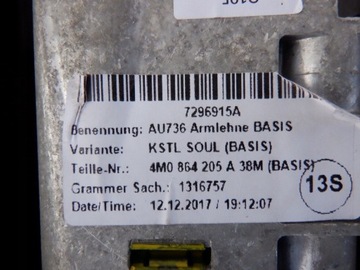 7296915A
Benennung: AU736 Armlehne BASIS
Variante: KSTL SOUL (BASIS)
Teille-Nr.: 4M0 864 205 A 38M (BASIS)
Grammer Sach.: 1316757
Date/Time: 12.12.2017 / 19:12:07
13S